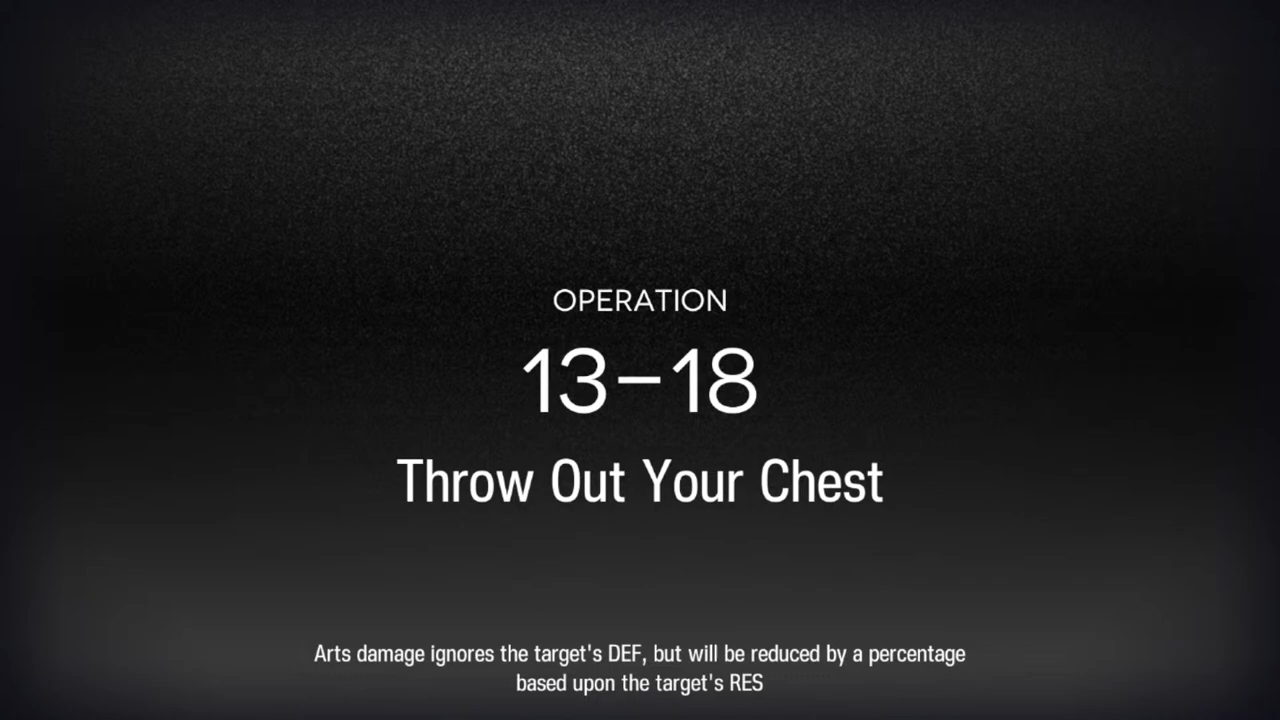 OPERATION
13–18
Throw Out Your Chest
Arts damage ignores the target's DEF, but will be reduced by a percentage
based upon the target's RES